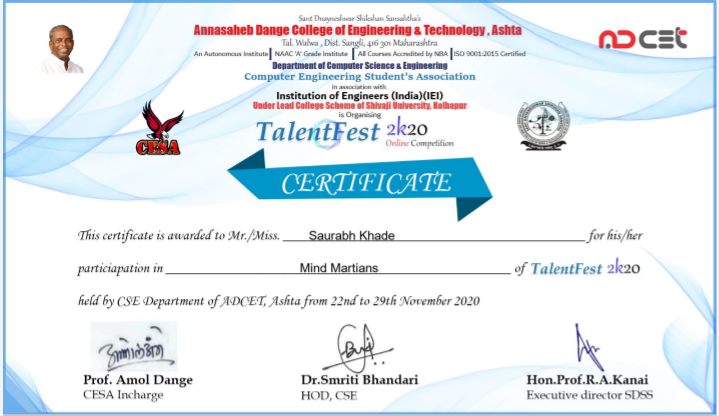 Sant Dnyaneshwar Shikshan Sansahtha's
Annasaheb Dange College of Engineering & Technology , Ashta
Tal. Walwa , Dist. Sangli, 416 301 Maharashtra
An Autonomous Institute | NAAC 'A' Grade Institute | All Courses Accredited by NBA | ISO 9001:2015 Certified
Department of Computer Science & Engineering
Computer Engineering Student's Association
In association with
Institution of Engineers (India)(IEI)
Under Lead College Scheme of Shivaji University, Kolhapur
is Organising
TalentFest 2k20
Online Competition
ADCET
CESA
CERTIFICATE
This certificate is awarded to Mr./Miss. Saurabh Khade for his/her
particiapation in Mind Martians of TalentFest 2k20
held by CSE Department of ADCET, Ashta from 22nd to 29th November 2020
Prof. Amol Dange
CESA Incharge
Dr.Smriti Bhandari
HOD, CSE
Hon.Prof.R.A.Kanai
Executive director SDSS